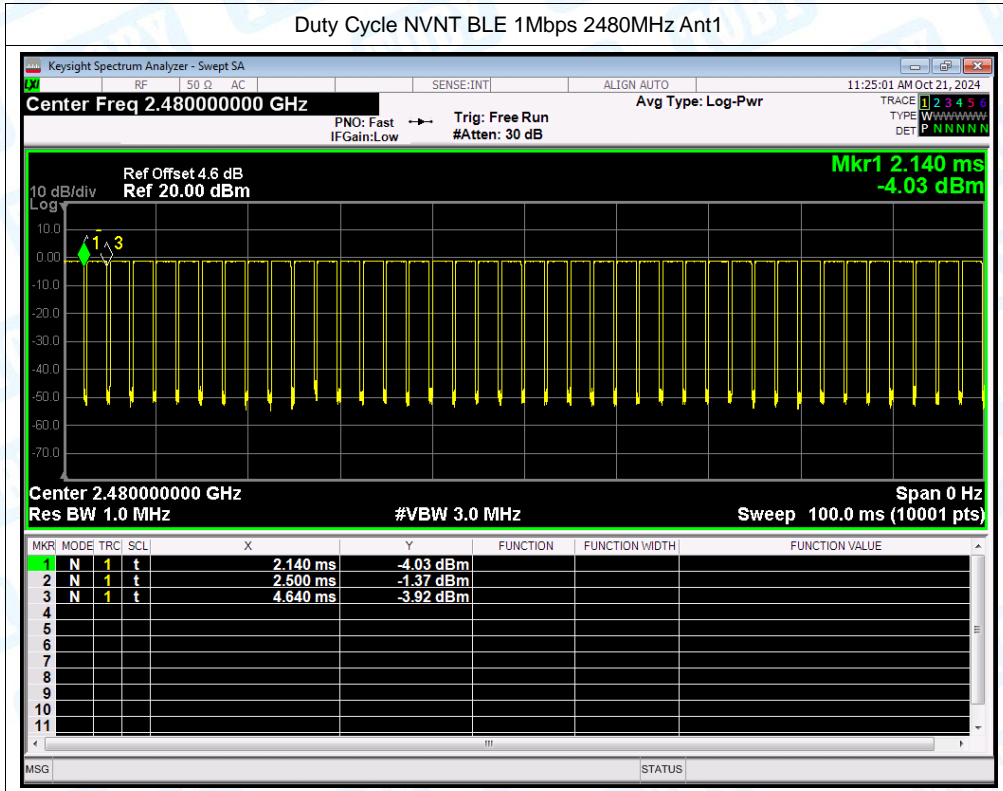 Duty Cycle NVNT BLE 1Mbps 2480MHz Ant1
Keysight Spectrum Analyzer - Swept SA
LXI RF 50 Ω AC SENSE:INT ALIGN AUTO 11:25:01 AM Oct 21, 2024
Center Freq 2.480000000 GHz Avg Type: Log-Pwr TRACE 1 2 3 4 5 6
PNO: Fast Trig: Free Run TYPE WWWWWW
IFGain:Low #Atten: 30 dB DET P N N N N N
Mkr1 2.140 ms
Ref Offset 4.6 dB
10 dB/div Ref 20.00 dBm -4.03 dBm
Log
10.0
1 3
0.00
-10.0
-20.0
-30.0
-40.0
-50.0
-60.0
-70.0
Center 2.480000000 GHz Span 0 Hz
Res BW 1.0 MHz #VBW 3.0 MHz Sweep 100.0 ms (10001 pts)
MKR MODE TRC SCL X Y FUNCTION FUNCTION WIDTH FUNCTION VALUE
1 N 1 t 2.140 ms -4.03 dBm
2 N 1 t 2.500 ms -1.37 dBm
3 N 1 t 4.640 ms -3.92 dBm
4
5
6
7
8
9
10
11
MSG STATUS